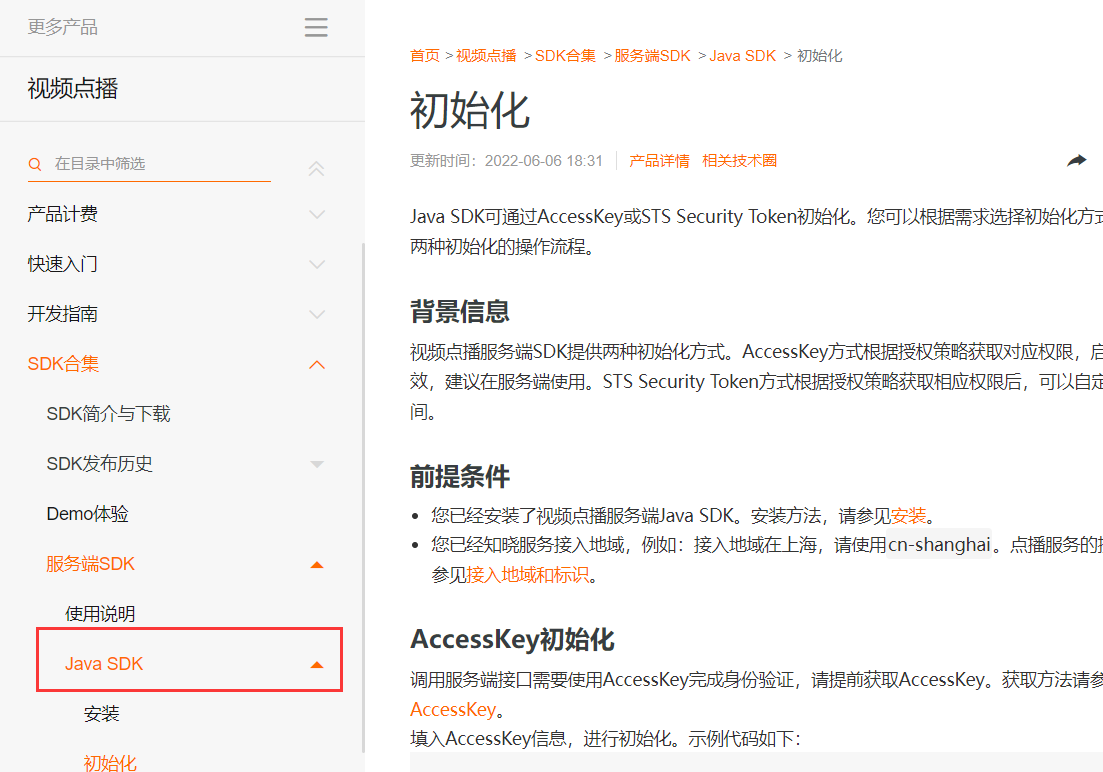 更多产品
视频点播
在目录中筛选
产品计费
快速入门
开发指南
SDK合集
SDK简介与下载
SDK发布历史
Demo体验
服务端SDK
使用说明
Java SDK
安装
初始化
首页 >视频点播 >SDK合集 >服务端SDK >Java SDK > 初始化
初始化
更新时间：2022-06-06 18:31 产品详情 相关技术圈
Java SDK可通过AccessKey或STS Security Token初始化。您可以根据需求选择初始化方式
两种初始化的操作流程。
背景信息
视频点播服务端SDK提供两种初始化方式。AccessKey方式根据授权策略获取对应权限，启
效，建议在服务端使用。STS Security Token方式根据授权策略获取相应权限后，可以自定
间。
前提条件
• 您已经安装了视频点播服务端Java SDK。安装方法，请参见安装。
• 您已经知晓服务接入地域，例如：接入地域在上海，请使用cn-shanghai。点播服务的接
参见接入地域和标识。
AccessKey初始化
调用服务端接口需要使用AccessKey完成身份验证，请提前获取AccessKey。获取方法请参
AccessKey。
填入AccessKey信息，进行初始化。示例代码如下：